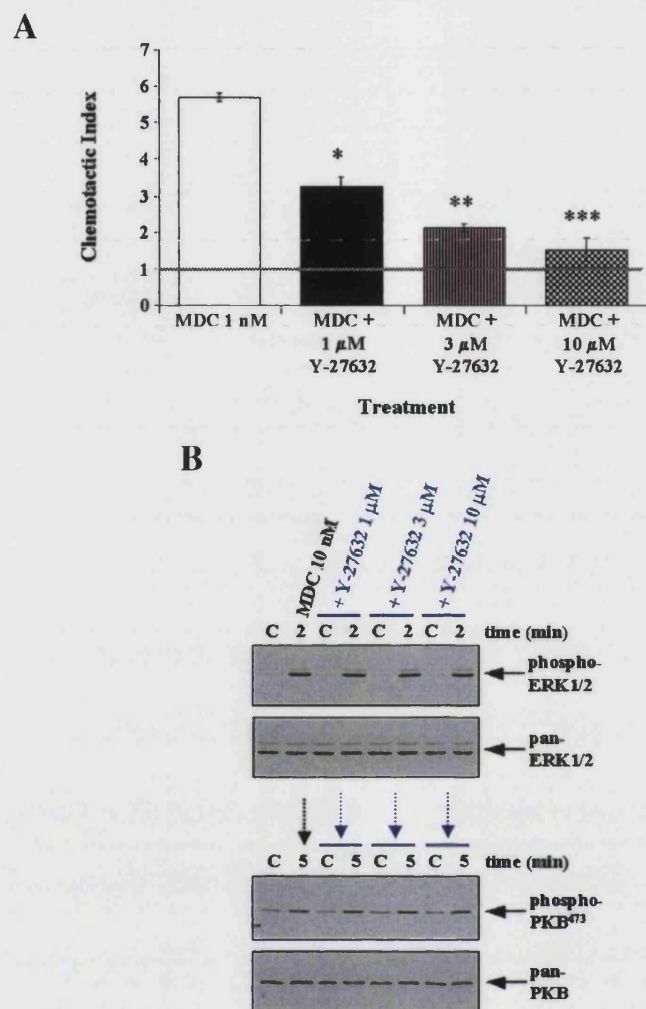 A
Chemotactic Index
7
6
5
4
3
2
1
0
*
**
***
MDC 1 nM
MDC +
1 µM
Y-27632
MDC +
3 µM
Y-27632
MDC +
10 µM
Y-27632
Treatment
B
MDC 10 nM
+ Y-27632 1 µM
+ Y-27632 3 µM
+ Y-27632 10 µM
C 2 C 2 C 2 C 2 time (min)
phospho-
ERK1/2
pan-
ERK1/2
C 5 C 5 C 5 C 5 time (min)
phospho-
PKB473
pan-
PKB